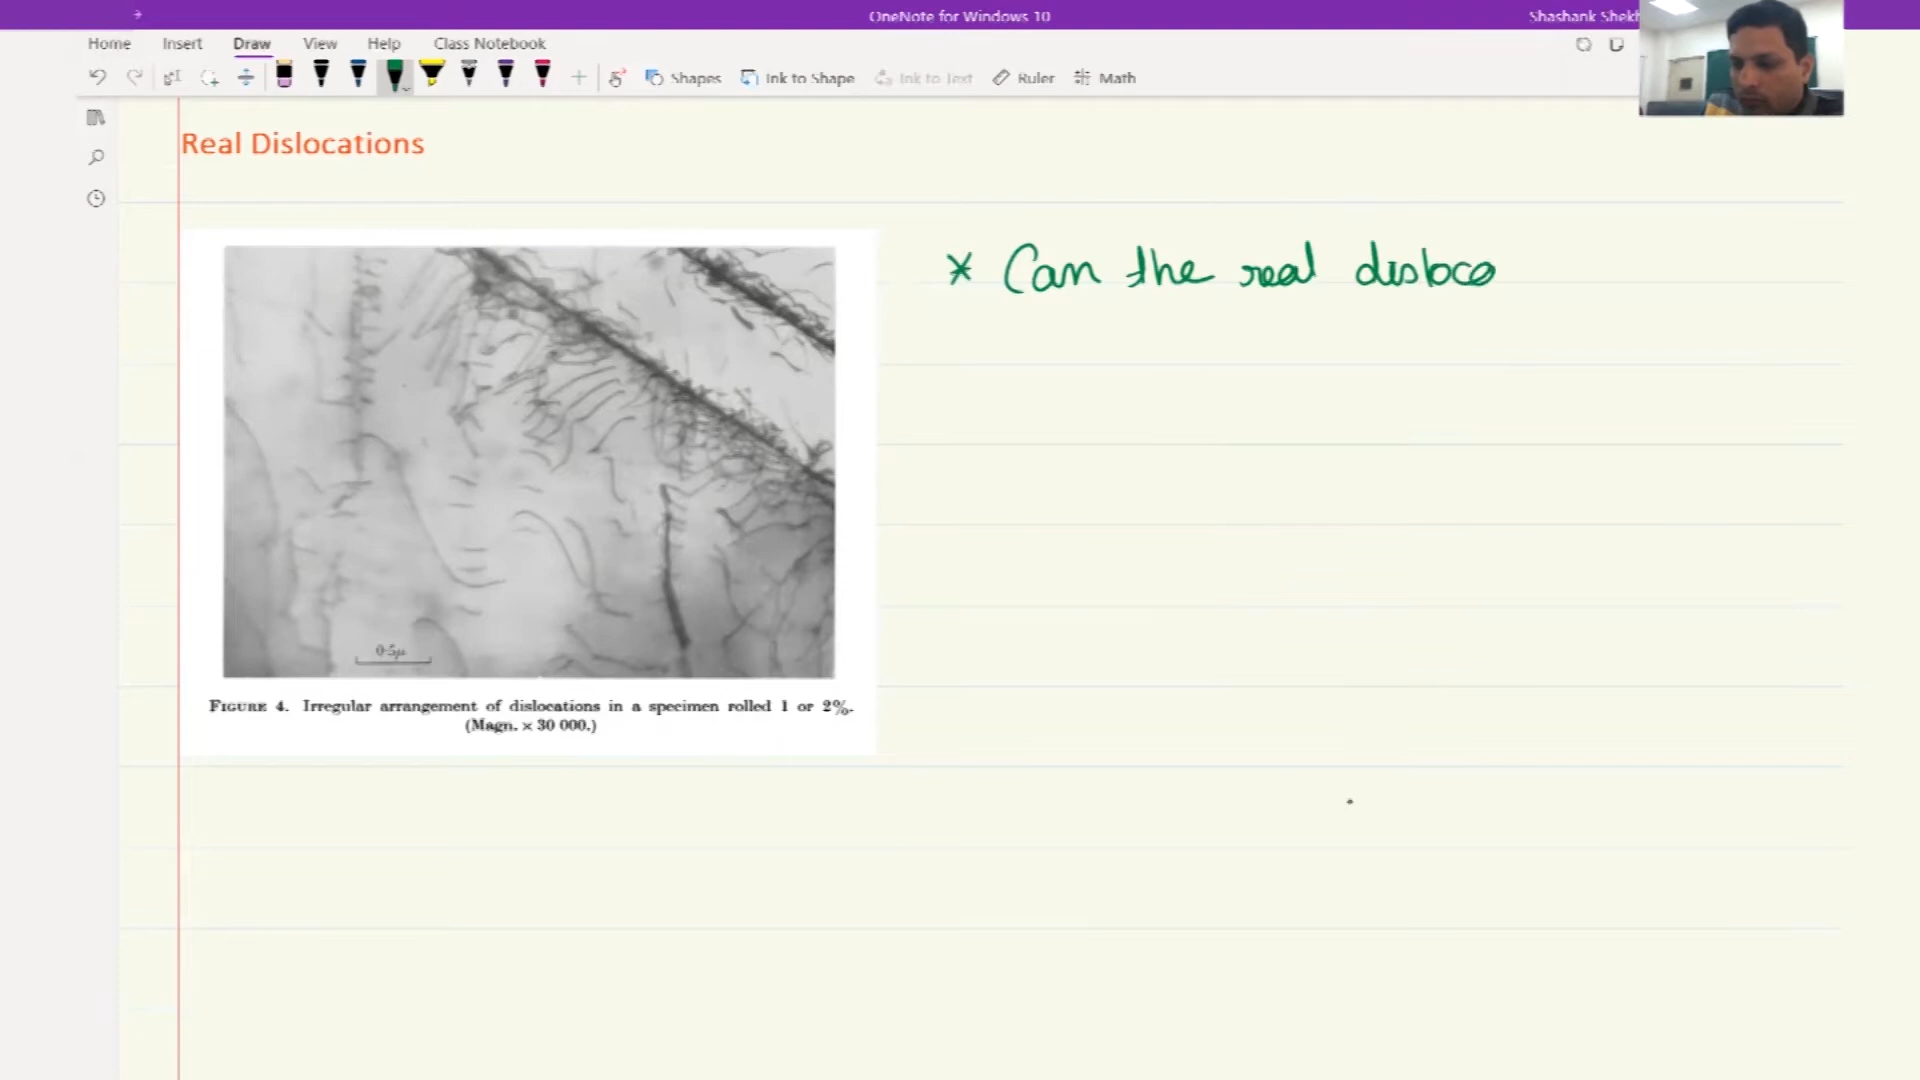 OneNote for Windows 10
Shashank Shekh
Home Insert Draw View Help Class Notebook
Shapes Ink to Shape Ink to Text Ruler Math
Real Dislocations
* Can the real disloca
0·5μ
FIGURE 4. Irregular arrangement of dislocations in a specimen rolled 1 or 2%.
(Magn. × 30 000.)